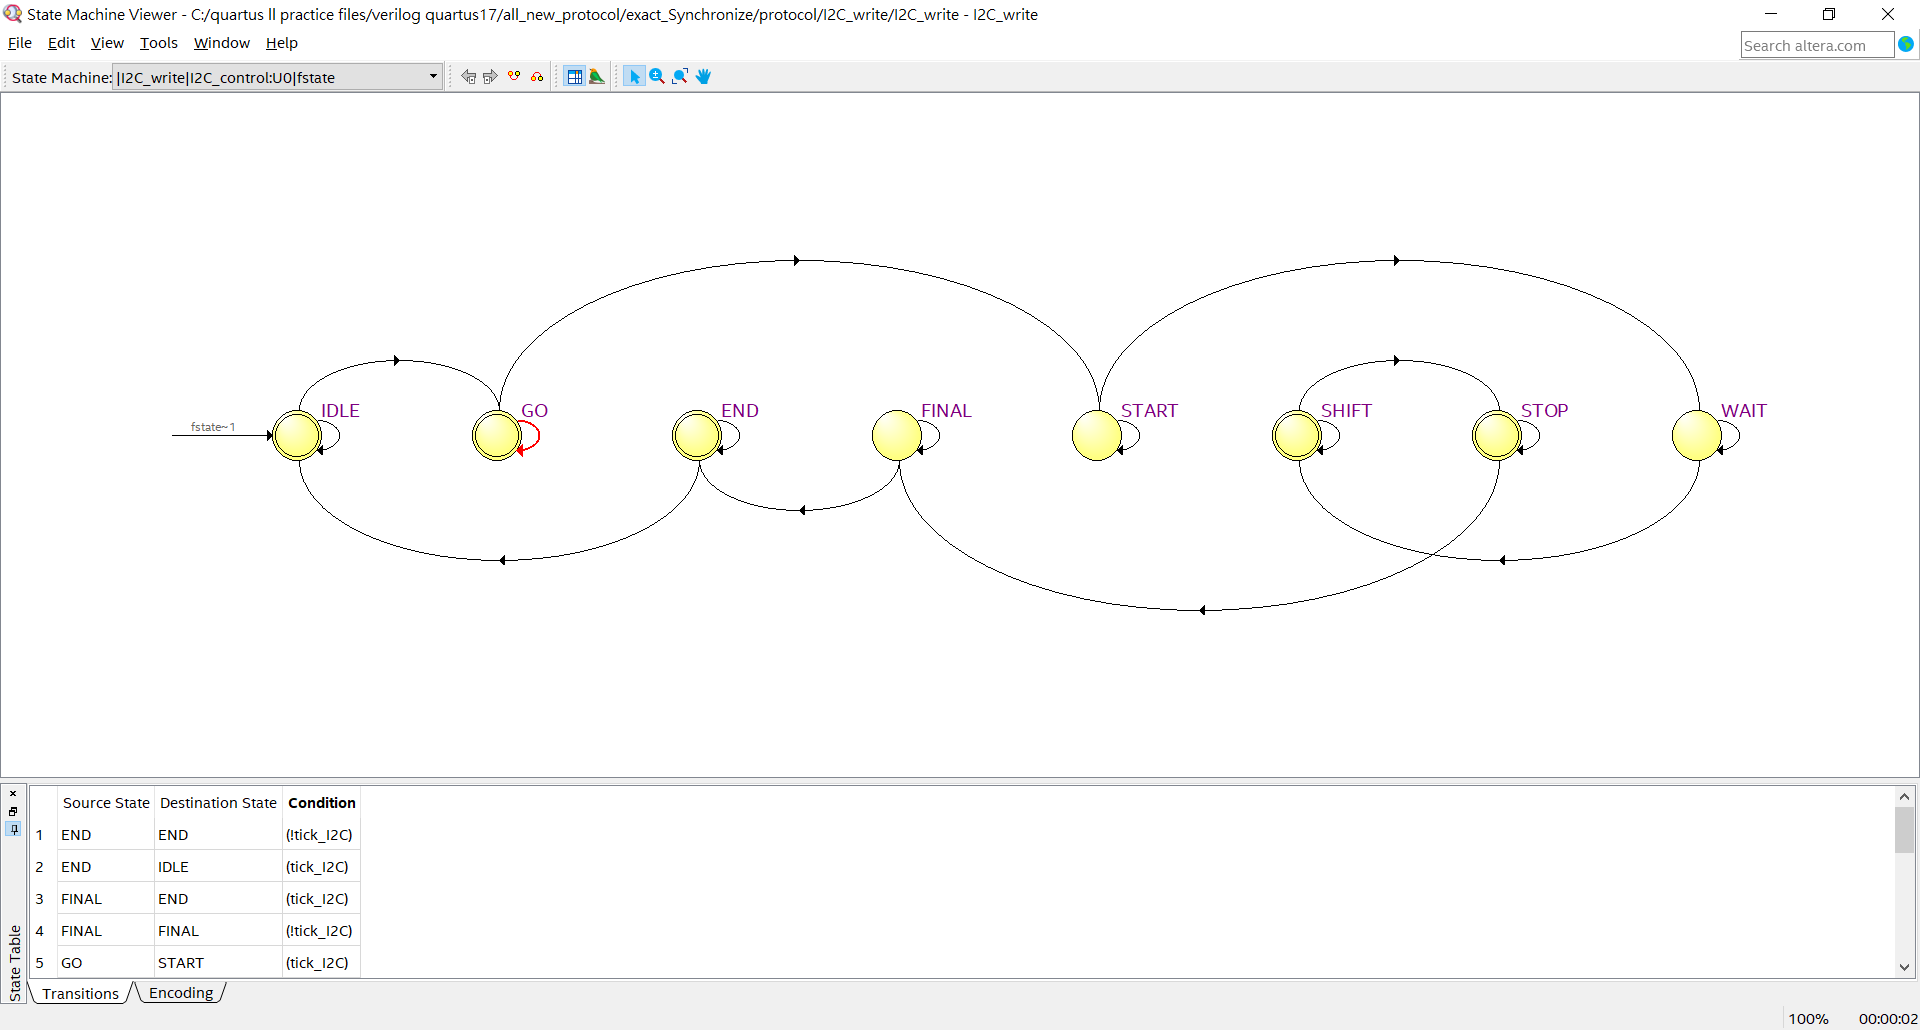 State Machine Viewer - C:/quartus ll practice files/verilog quartus17/all_new_protocol/exact_Synchronize/protocol/I2C_write/I2C_write - I2C_write
File Edit View Tools Window Help
Search altera.com
State Machine: |I2C_write|I2C_control:U0|fstate
fstate~1
IDLE GO END FINAL START SHIFT STOP WAIT
Source State Destination State Condition
1 END END (!tick_I2C)
2 END IDLE (tick_I2C)
3 FINAL END (tick_I2C)
4 FINAL FINAL (!tick_I2C)
5 GO START (tick_I2C)
State Table
Transitions Encoding
100% 00:00:02